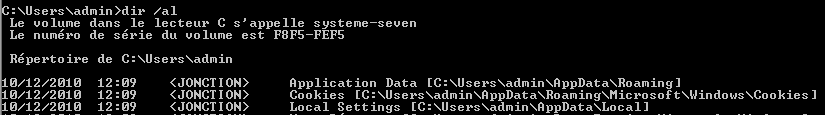 C:\Users\admin>dir /al
Le volume dans le lecteur C s'appelle systeme-seven
Le numéro de série du volume est F8F5-FEF5
Répertoire de C:\Users\admin
10/12/2010 12:09 <JONCTION> Application Data [C:\Users\admin\AppData\Roaming]
10/12/2010 12:09 <JONCTION> Cookies [C:\Users\admin\AppData\Roaming\Microsoft\Windows\Cookies]
10/12/2010 12:09 <JONCTION> Local Settings [C:\Users\admin\AppData\Local]